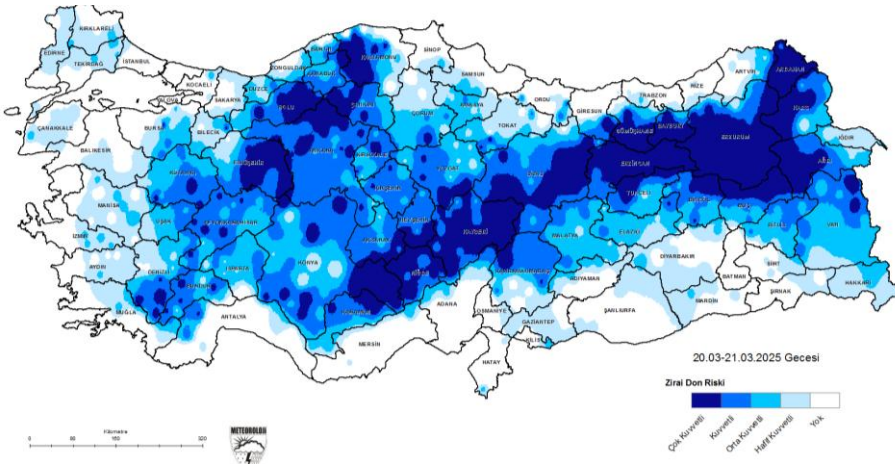 KIRKLARELİ
EDİRNE
TEKİRDAĞ
İSTANBUL
KOCAELİ
YALOVA
SAKARYA
DÜZCE
ZONGULDAK
KARABÜK
KASTAMONU
SİNOP
SAMSUN
ORDU
GİRESUN
TRABZON
RİZE
ARTVİN
ARDAHAN
KARS
IĞDIR
AĞRI
ERZURUM
BAYBURT
GÜMÜŞHANE
ERZİNCAN
TUNCELİ
TOKAT
AMASYA
ÇORUM
ÇANKIRI
BOLU
BİLECİK
BURSA
ÇANAKKALE
BALIKESİR
ESKİŞEHİR
ANKARA
KIRIKKALE
KIRŞEHİR
YOZGAT
SİVAS
KÜTAHYA
MANİSA
UŞAK
AFYONKARAHİSAR
İZMİR
AYDIN
DENİZLİ
BURDUR
ISPARTA
KONYA
AKSARAY
NEVŞEHİR
KAYSERİ
NİĞDE
KARAMAN
MUĞLA
ANTALYA
MERSİN
ADANA
OSMANİYE
HATAY
KİLİS
GAZİANTEP
KAHRAMANMARAŞ
ADIYAMAN
MALATYA
ELAZIĞ
BİNGÖL
MUŞ
BİTLİS
VAN
DİYARBAKIR
BATMAN
SİİRT
ŞIRNAK
HAKKARİ
MARDİN
ŞANLIURFA
20.03-21.03.2025 Gecesi
Zirai Don Riski
Çok Kuvvetli
Kuvvetli
Orta Kuvvetli
Hafif Kuvvetli
Yok
Kilometre
0 80 160 320
METEOROLOJİ